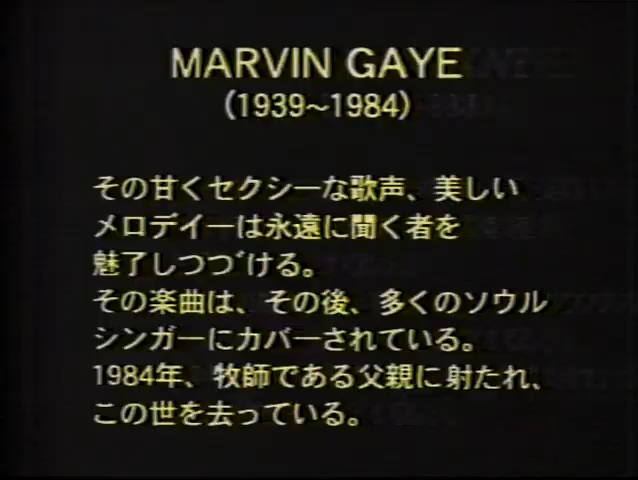 MARVIN GAYE
(1939~1984)
その甘くセクシーな歌声、美しい
メロデイーは永遠に聞く者を
魅了しつづける。
その楽曲は、その後、多くのソウル
シンガーにカバーされている。
1984年、牧師である父親に射たれ、
この世を去っている。